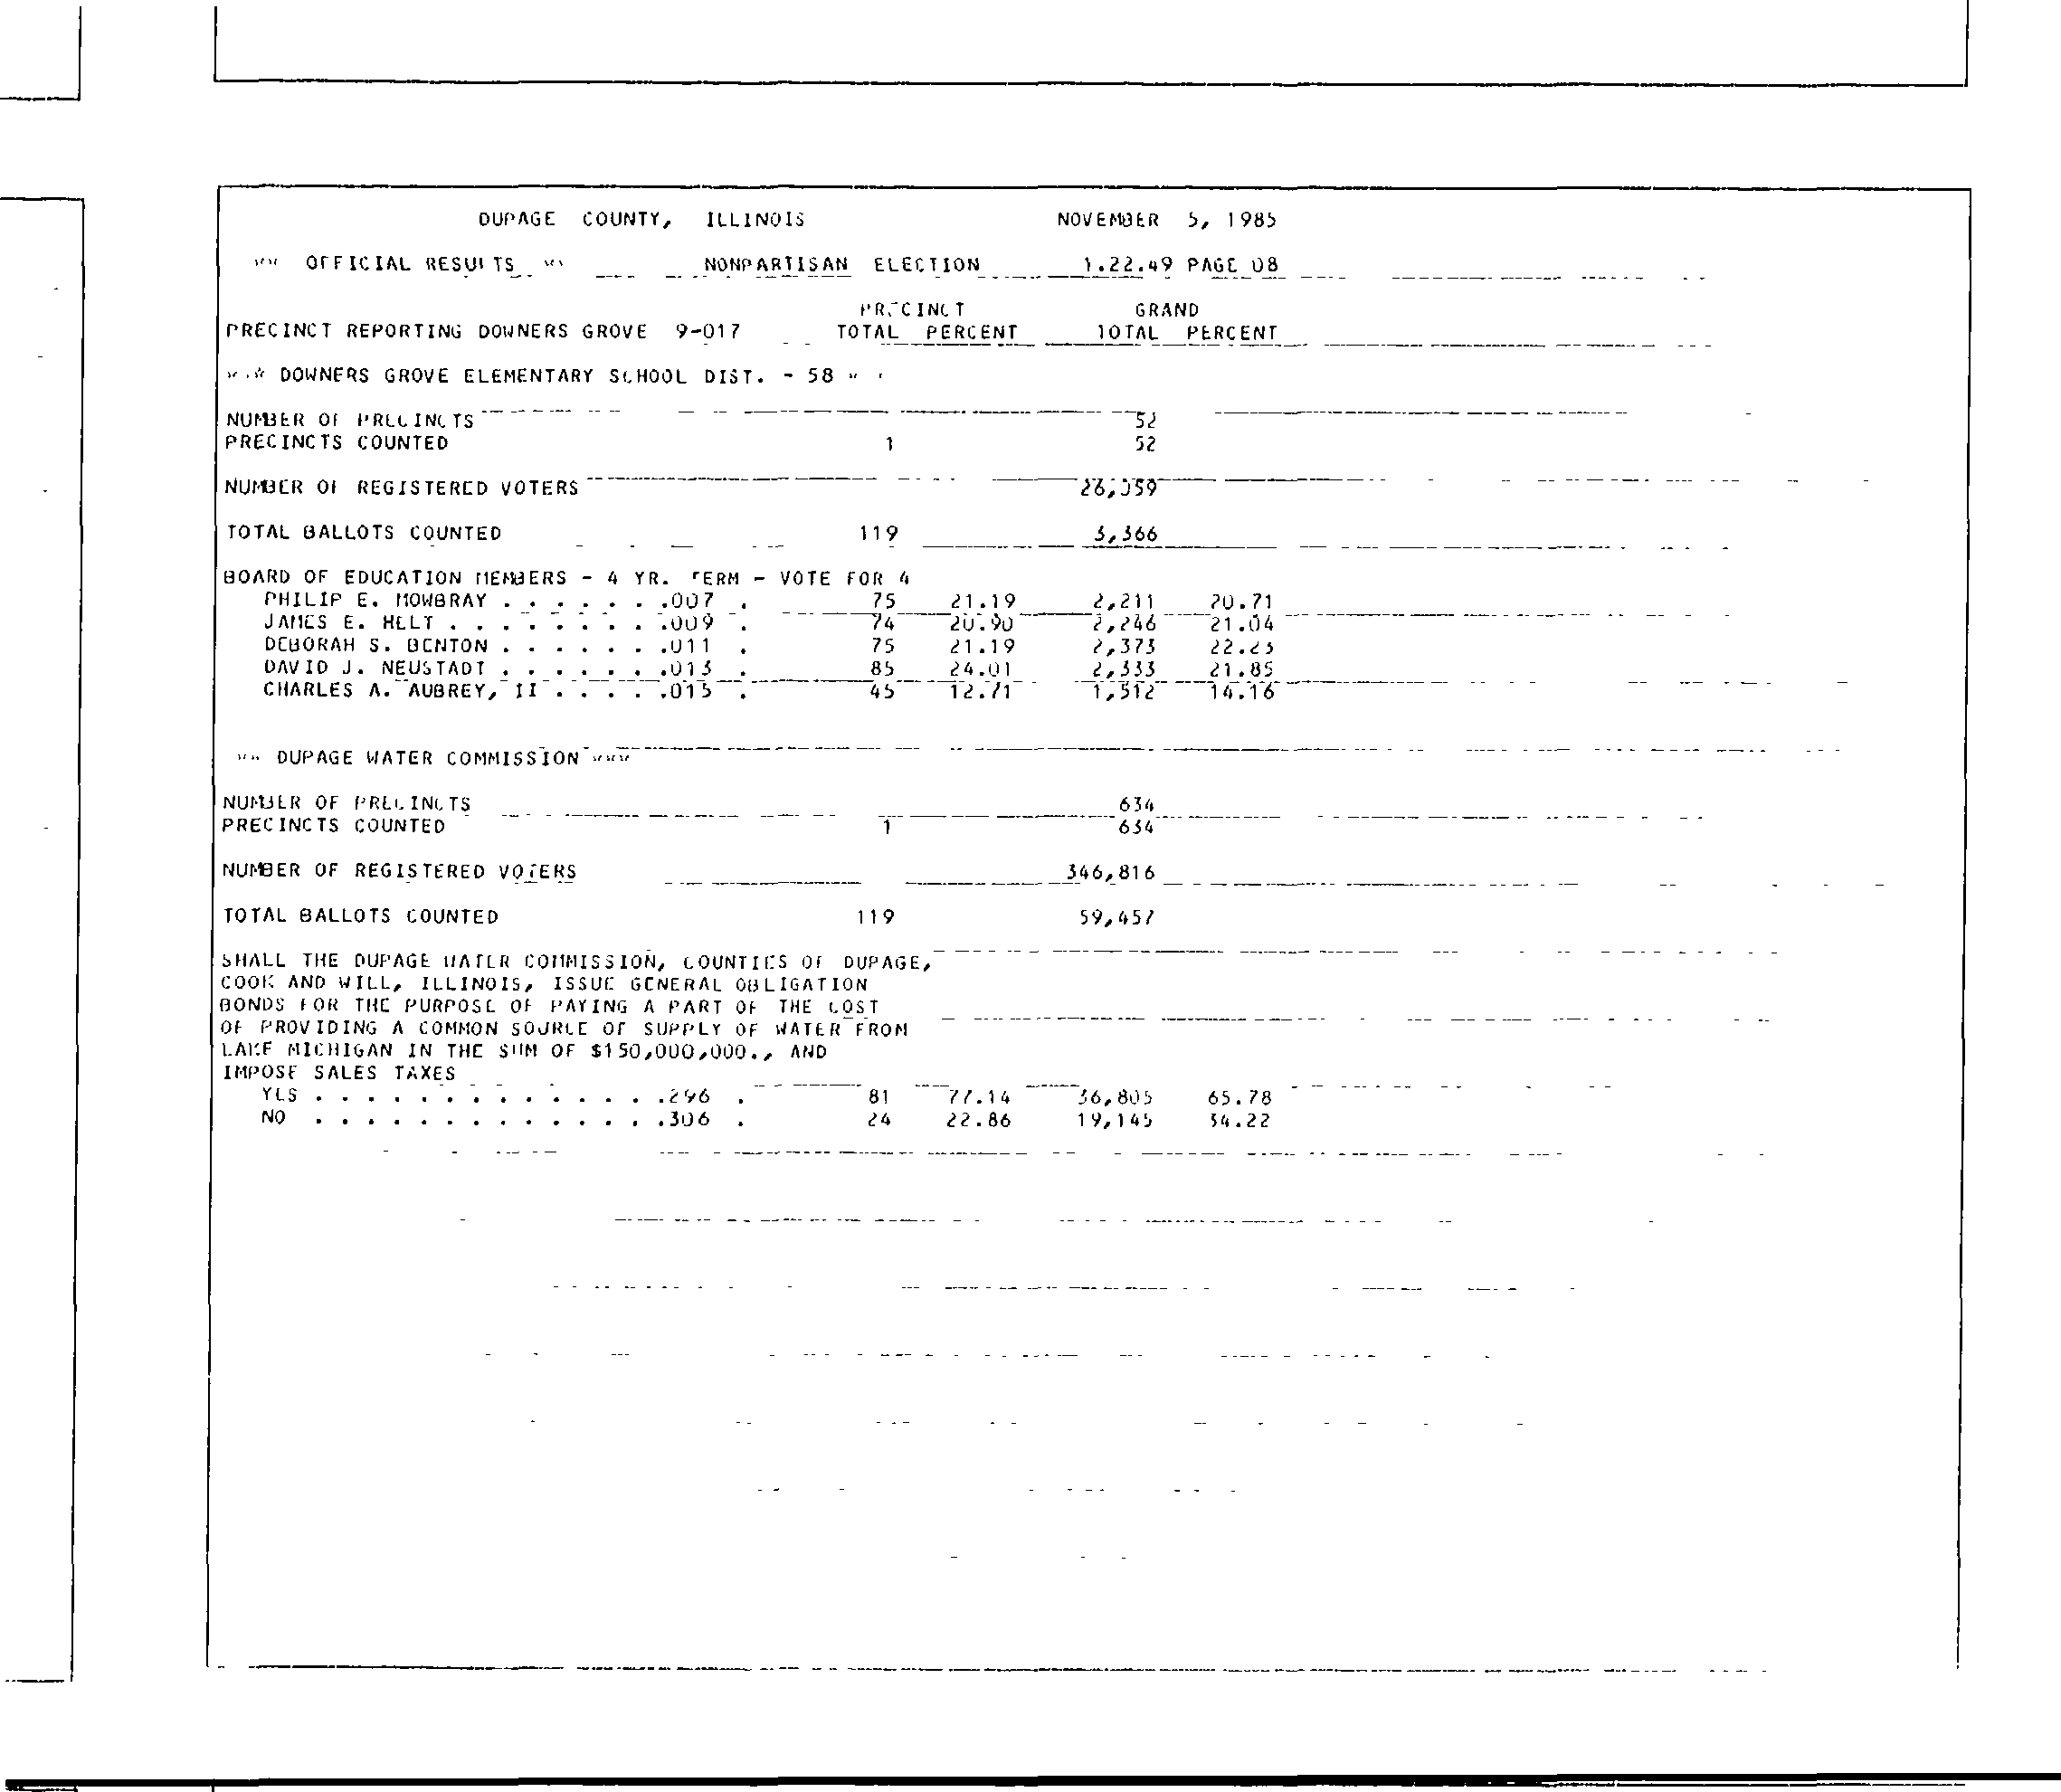 DUPAGE COUNTY, ILLINOIS NOVEMBER 5, 1985
OFFICIAL RESULTS NONPARTISAN ELECTION 1.22.49 PAGE 08
PRECINCT GRAND
PRECINCT REPORTING DOWNERS GROVE 9-017 TOTAL PERCENT TOTAL PERCENT
DOWNERS GROVE ELEMENTARY SCHOOL DIST. - 58
NUMBER OF PRECINCTS 52
PRECINCTS COUNTED 1 52
NUMBER OF REGISTERED VOTERS
TOTAL BALLOTS COUNTED 119 3,366
BOARD OF EDUCATION MEMBERS - 4 YR. TERM - VOTE FOR 4
PHILIP E. MOWBRAY . . . . . . .007 . 75 21.19 2,211 20.71
JAMES E. HELT . . . . . . . . .009 . 74 20.90 2,246 21.04
DEBORAH S. BENTON . . . . . . .011 . 75 21.19 2,373 22.23
DAVID J. NEUSTADT . . . . . . .013 . 85 24.01 2,333 21.85
CHARLES A. AUBREY, II . . . . .015 . 45 12.71 1,512 14.16
DUPAGE WATER COMMISSION ***
NUMBER OF PRECINCTS 634
PRECINCTS COUNTED 1 634
NUMBER OF REGISTERED VOTERS 346,816
TOTAL BALLOTS COUNTED 119 59,457
SHALL THE DUPAGE WATER COMMISSION, COUNTIES OF DUPAGE,
COOK AND WILL, ILLINOIS, ISSUE GENERAL OBLIGATION
BONDS FOR THE PURPOSE OF PAYING A PART OF THE COST
OF PROVIDING A COMMON SOURCE OF SUPPLY OF WATER FROM
LAKE MICHIGAN IN THE SUM OF $150,000,000., AND
IMPOSE SALES TAXES
YES . . . . . . . . . . . . . .296 . 81 77.14 36,805 65.78
NO . . . . . . . . . . . . . .306 . 24 22.86 19,145 34.22